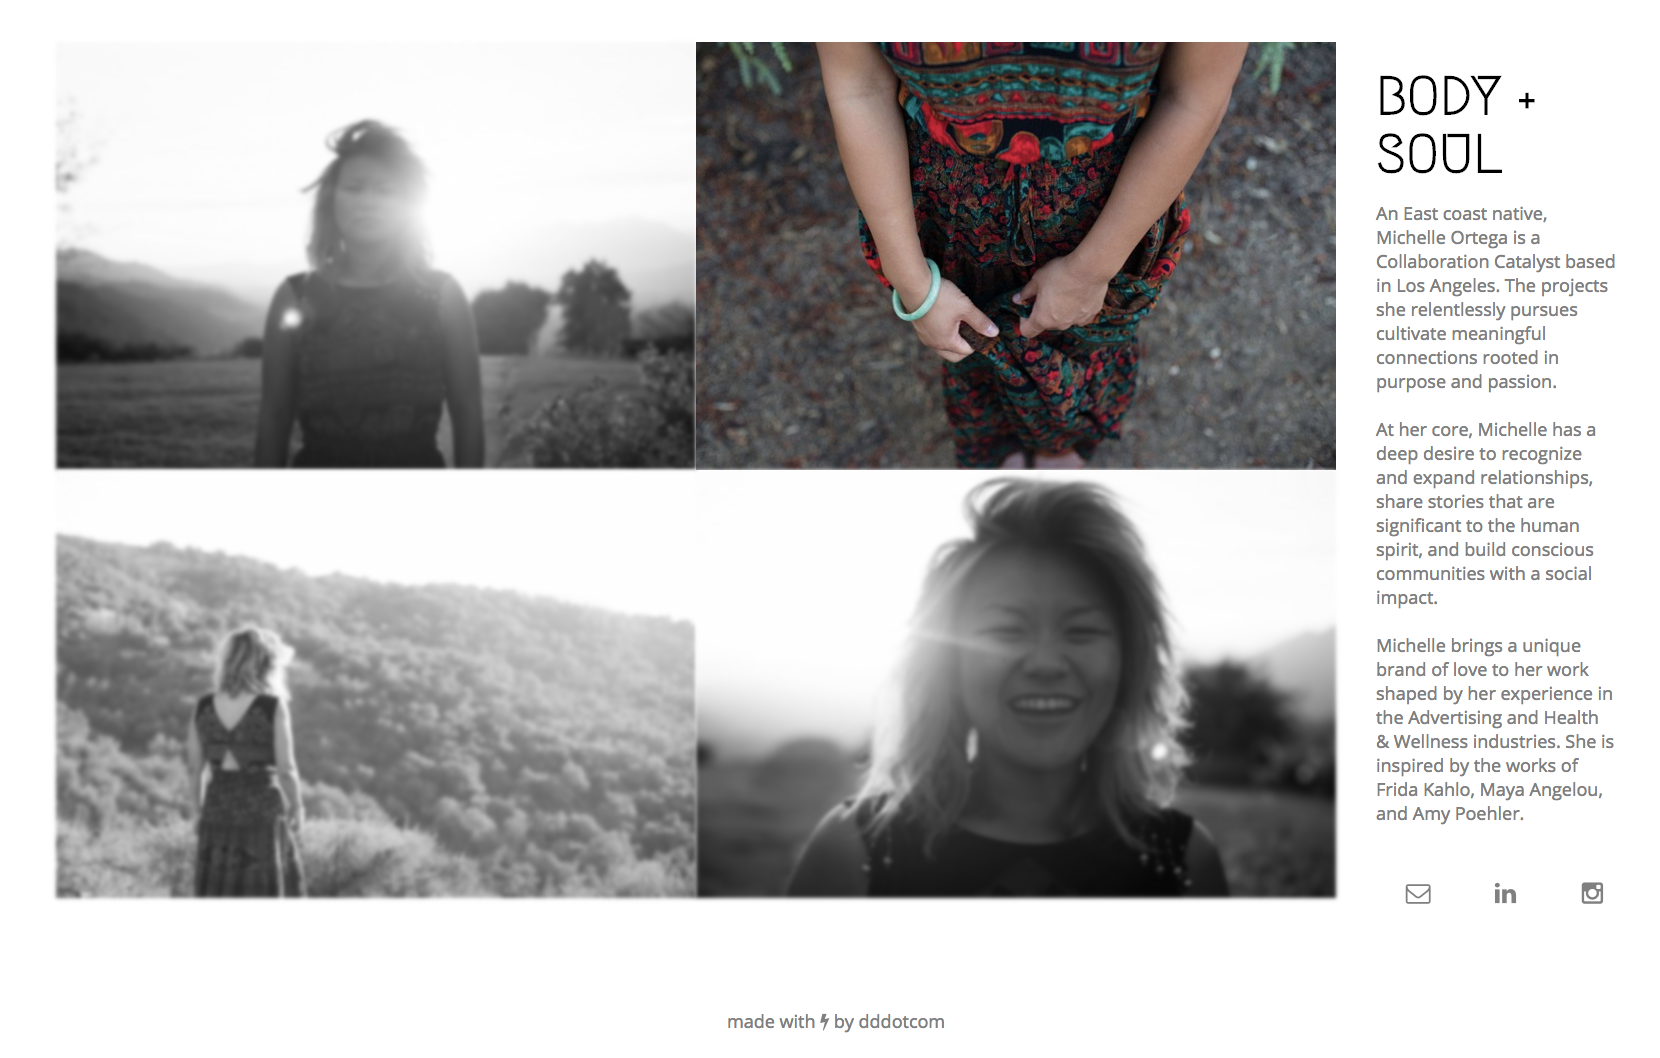 BODY +
SOUL
An East coast native,
Michelle Ortega is a
Collaboration Catalyst based
in Los Angeles. The projects
she relentlessly pursues
cultivate meaningful
connections rooted in
purpose and passion.
At her core, Michelle has a
deep desire to recognize
and expand relationships,
share stories that are
significant to the human
spirit, and build conscious
communities with a social
impact.
Michelle brings a unique
brand of love to her work
shaped by her experience in
the Advertising and Health
& Wellness industries. She is
inspired by the works of
Frida Kahlo, Maya Angelou,
and Amy Poehler.
in
made with by dddotcom